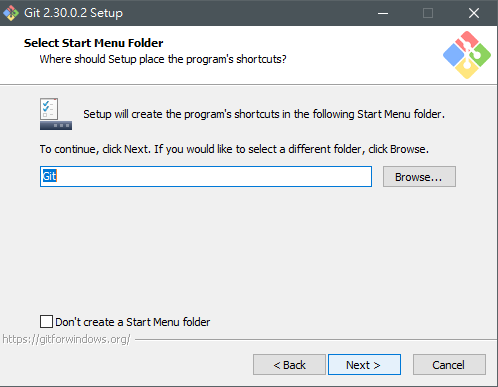 Git 2.30.0.2 Setup
Select Start Menu Folder
Where should Setup place the program's shortcuts?
Setup will create the program's shortcuts in the following Start Menu folder.
To continue, click Next. If you would like to select a different folder, click Browse.
Git
Browse...
Don't create a Start Menu folder
https://gitforwindows.org/
< Back
Next >
Cancel